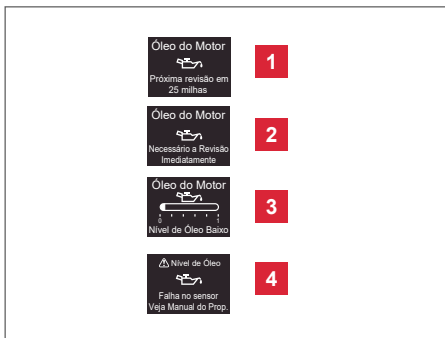 Óleo do Motor
Próxima revisão em
25 milhas
1
Óleo do Motor
Necessário a Revisão
Imediatamente
2
Óleo do Motor
0 1
Nível de Óleo Baixo
3
Nível de Óleo
Falha no sensor
Veja Manual do Prop.
4